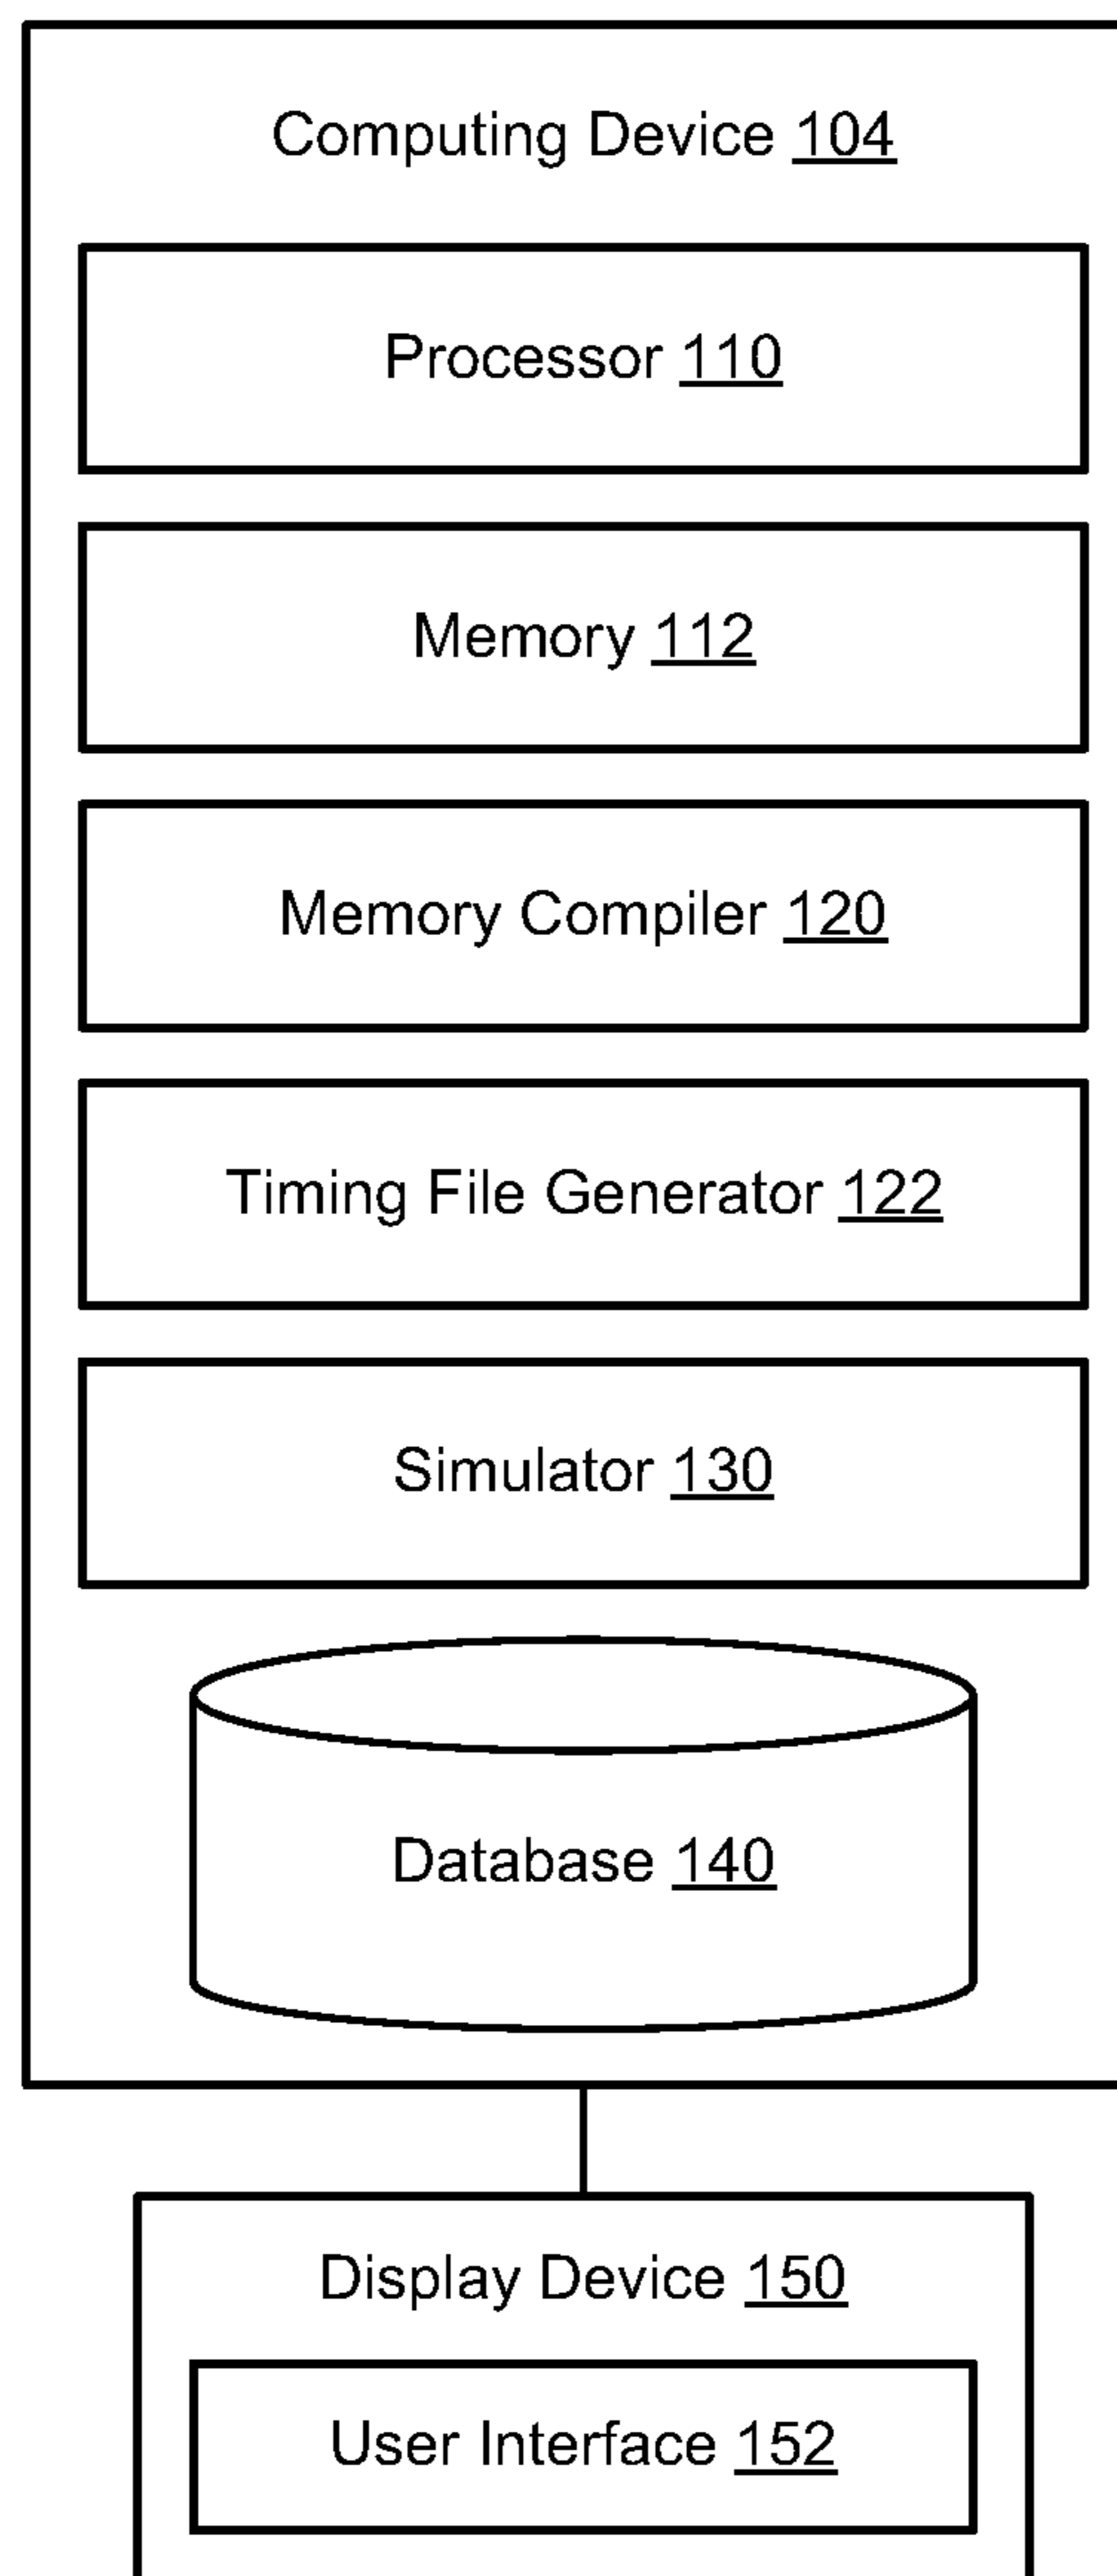 Computing Device 104
Processor 110
Memory 112
Memory Compiler 120
Timing File Generator 122
Simulator 130
Database 140
Display Device 150
User Interface 152